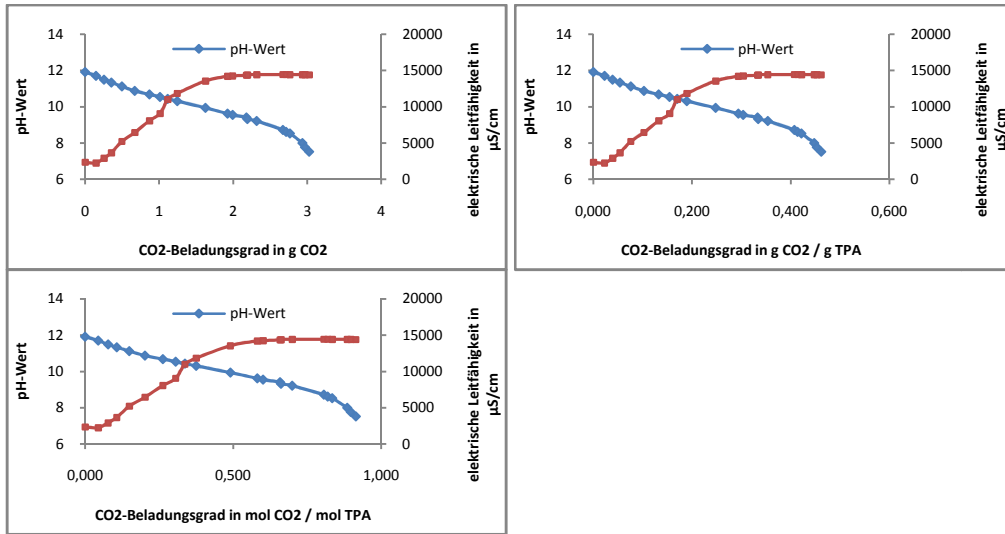 14
12
10
8
6
pH-Wert
pH-Wert
20000
15000
10000
5000
0
elektrische Leitfähigkeit in
µS/cm
0 1 2 3 4
CO2-Beladungsgrad in g CO2
14
12
10
8
6
pH-Wert
pH-Wert
20000
15000
10000
5000
0
elektrische Leitfähigkeit in
µS/cm
0,000 0,200 0,400 0,600
CO2-Beladungsgrad in g CO2 / g TPA
14
12
10
8
6
pH-Wert
pH-Wert
20000
15000
10000
5000
0
elektrische Leitfähigkeit in
µS/cm
0,000 0,500 1,000
CO2-Beladungsgrad in mol CO2 / mol TPA